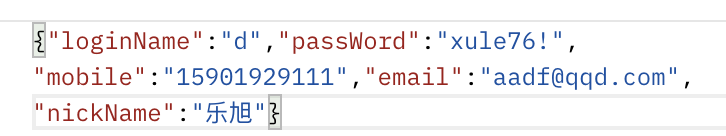 {"loginName":"d","passWord":"xule76!",
"mobile":"15901929111","email":"aadf@qqd.com",
"nickName":"乐旭"}